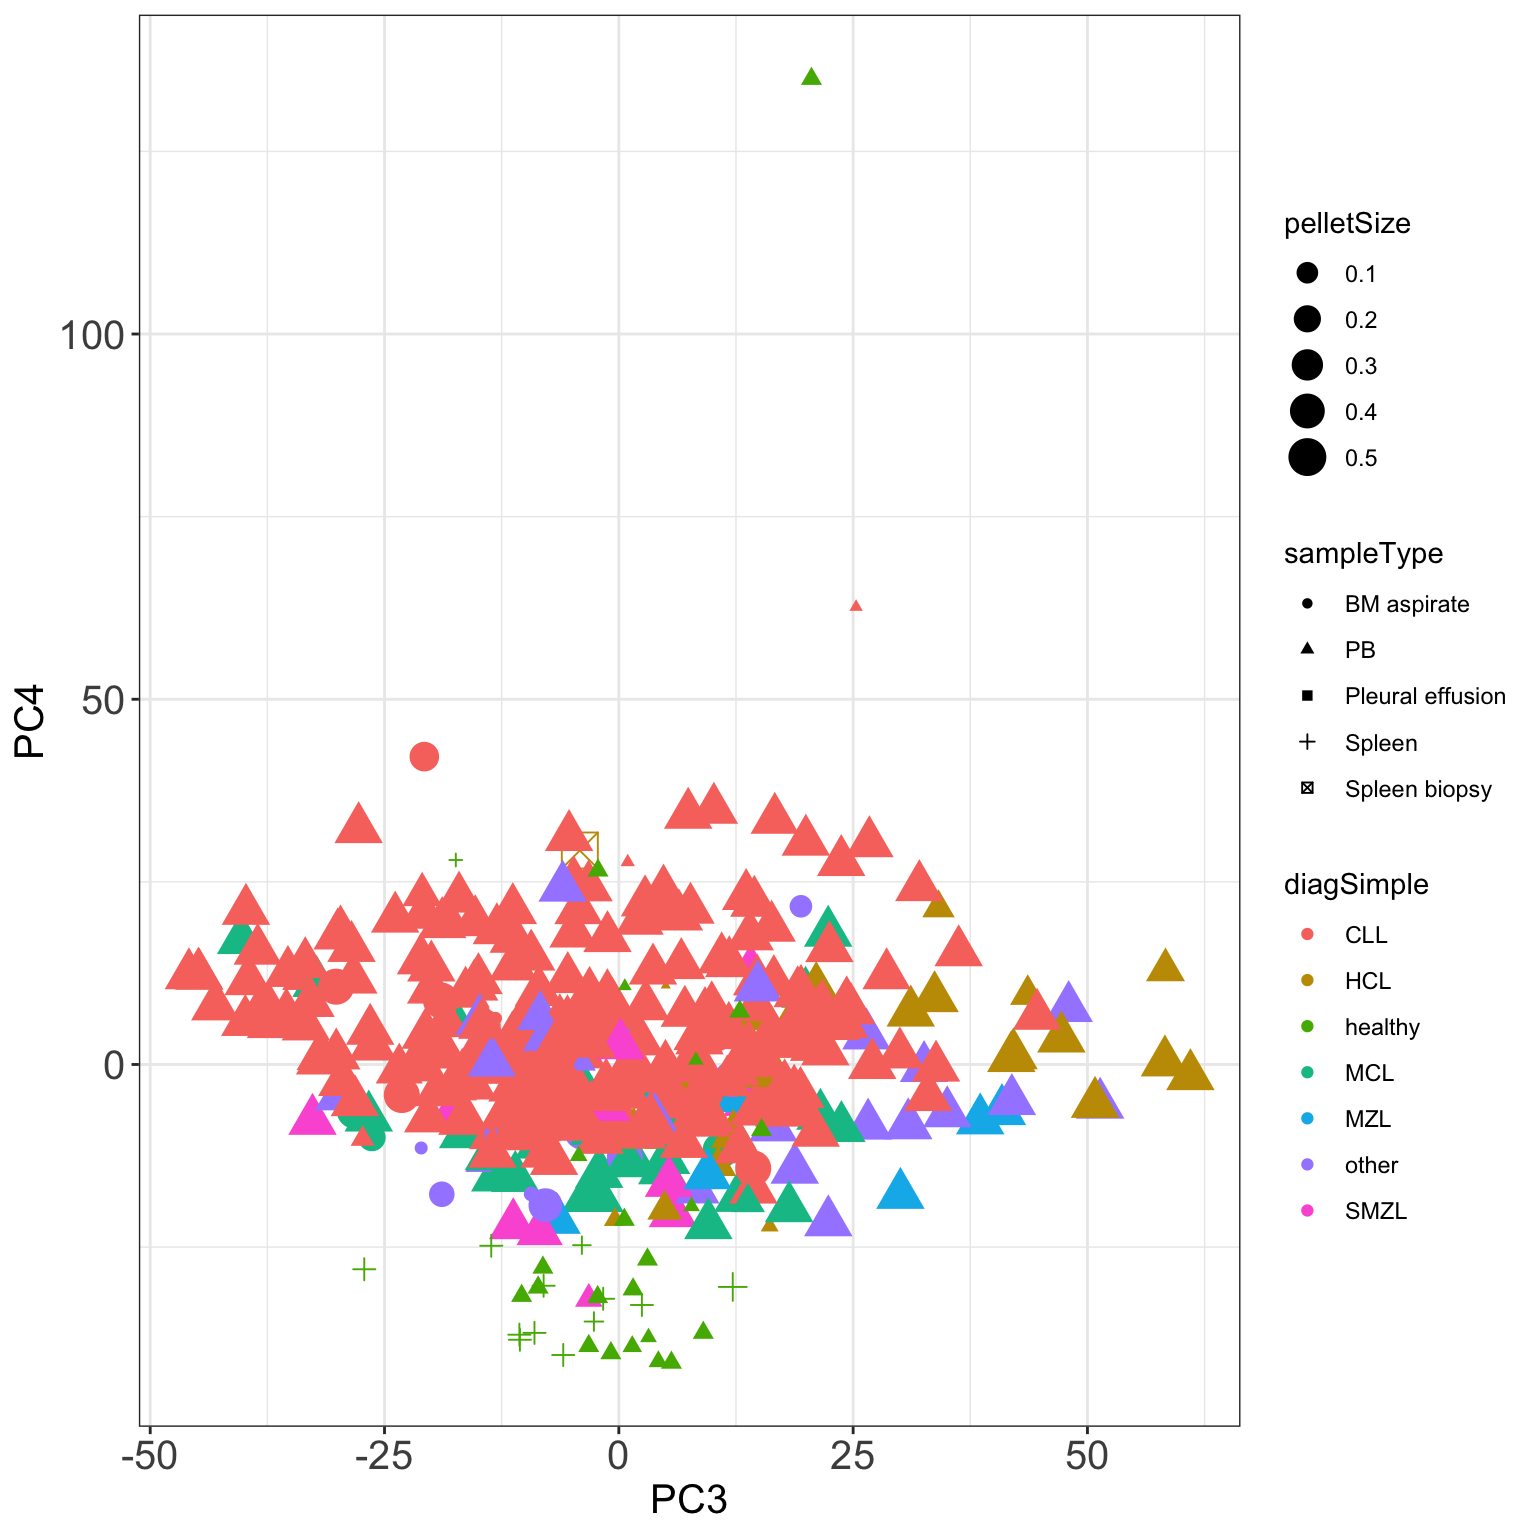 100
50
0
-50
-25
0
25
50
PC3
PC4
pelletSize
0.1
0.2
0.3
0.4
0.5
sampleType
BM aspirate
PB
Pleural effusion
Spleen
Spleen biopsy
diagSimple
CLL
HCL
healthy
MCL
MZL
other
SMZL